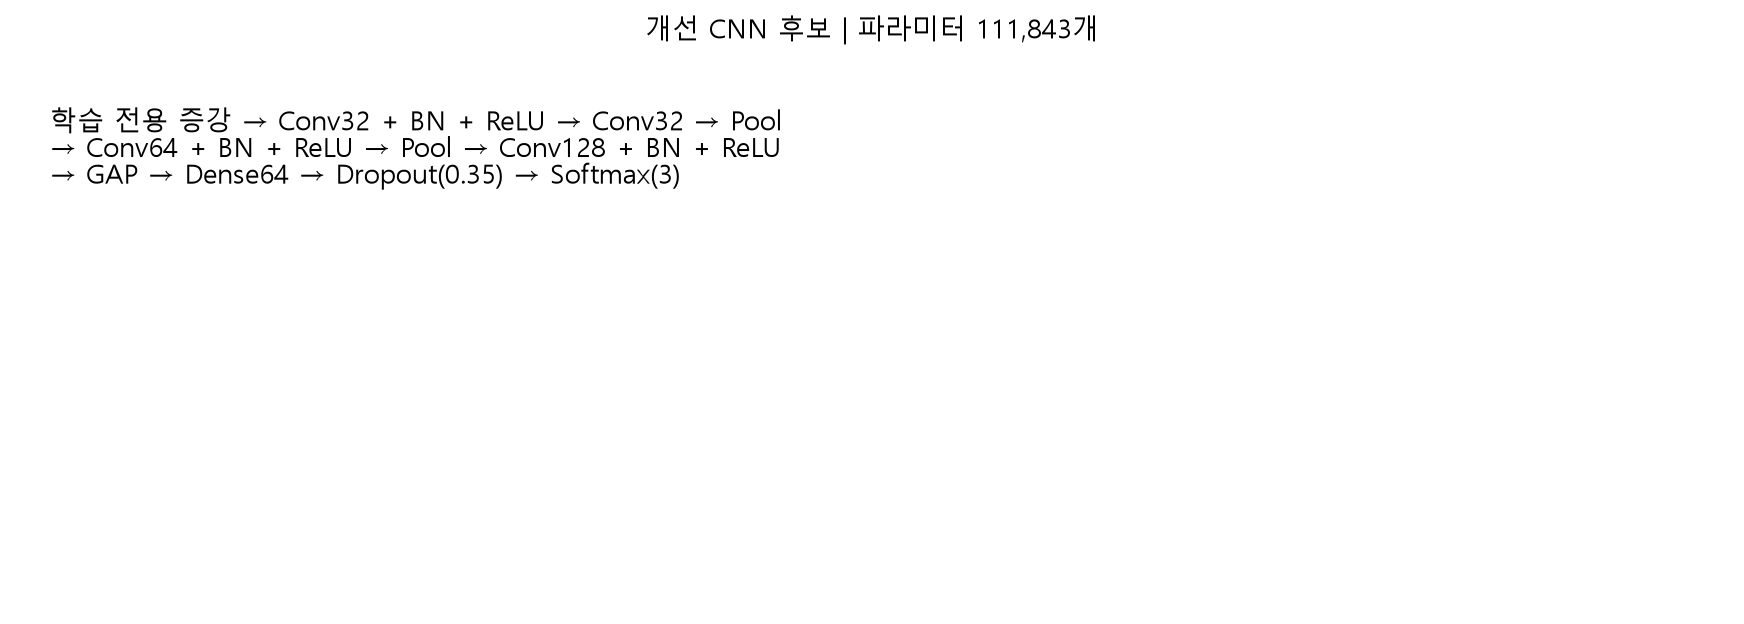 개선 CNN 후보 | 파라미터 111,843개
학습 전용 증강 → Conv32 + BN + ReLU → Conv32 → Pool
→ Conv64 + BN + ReLU → Pool → Conv128 + BN + ReLU
→ GAP → Dense64 → Dropout(0.35) → Softmax(3)